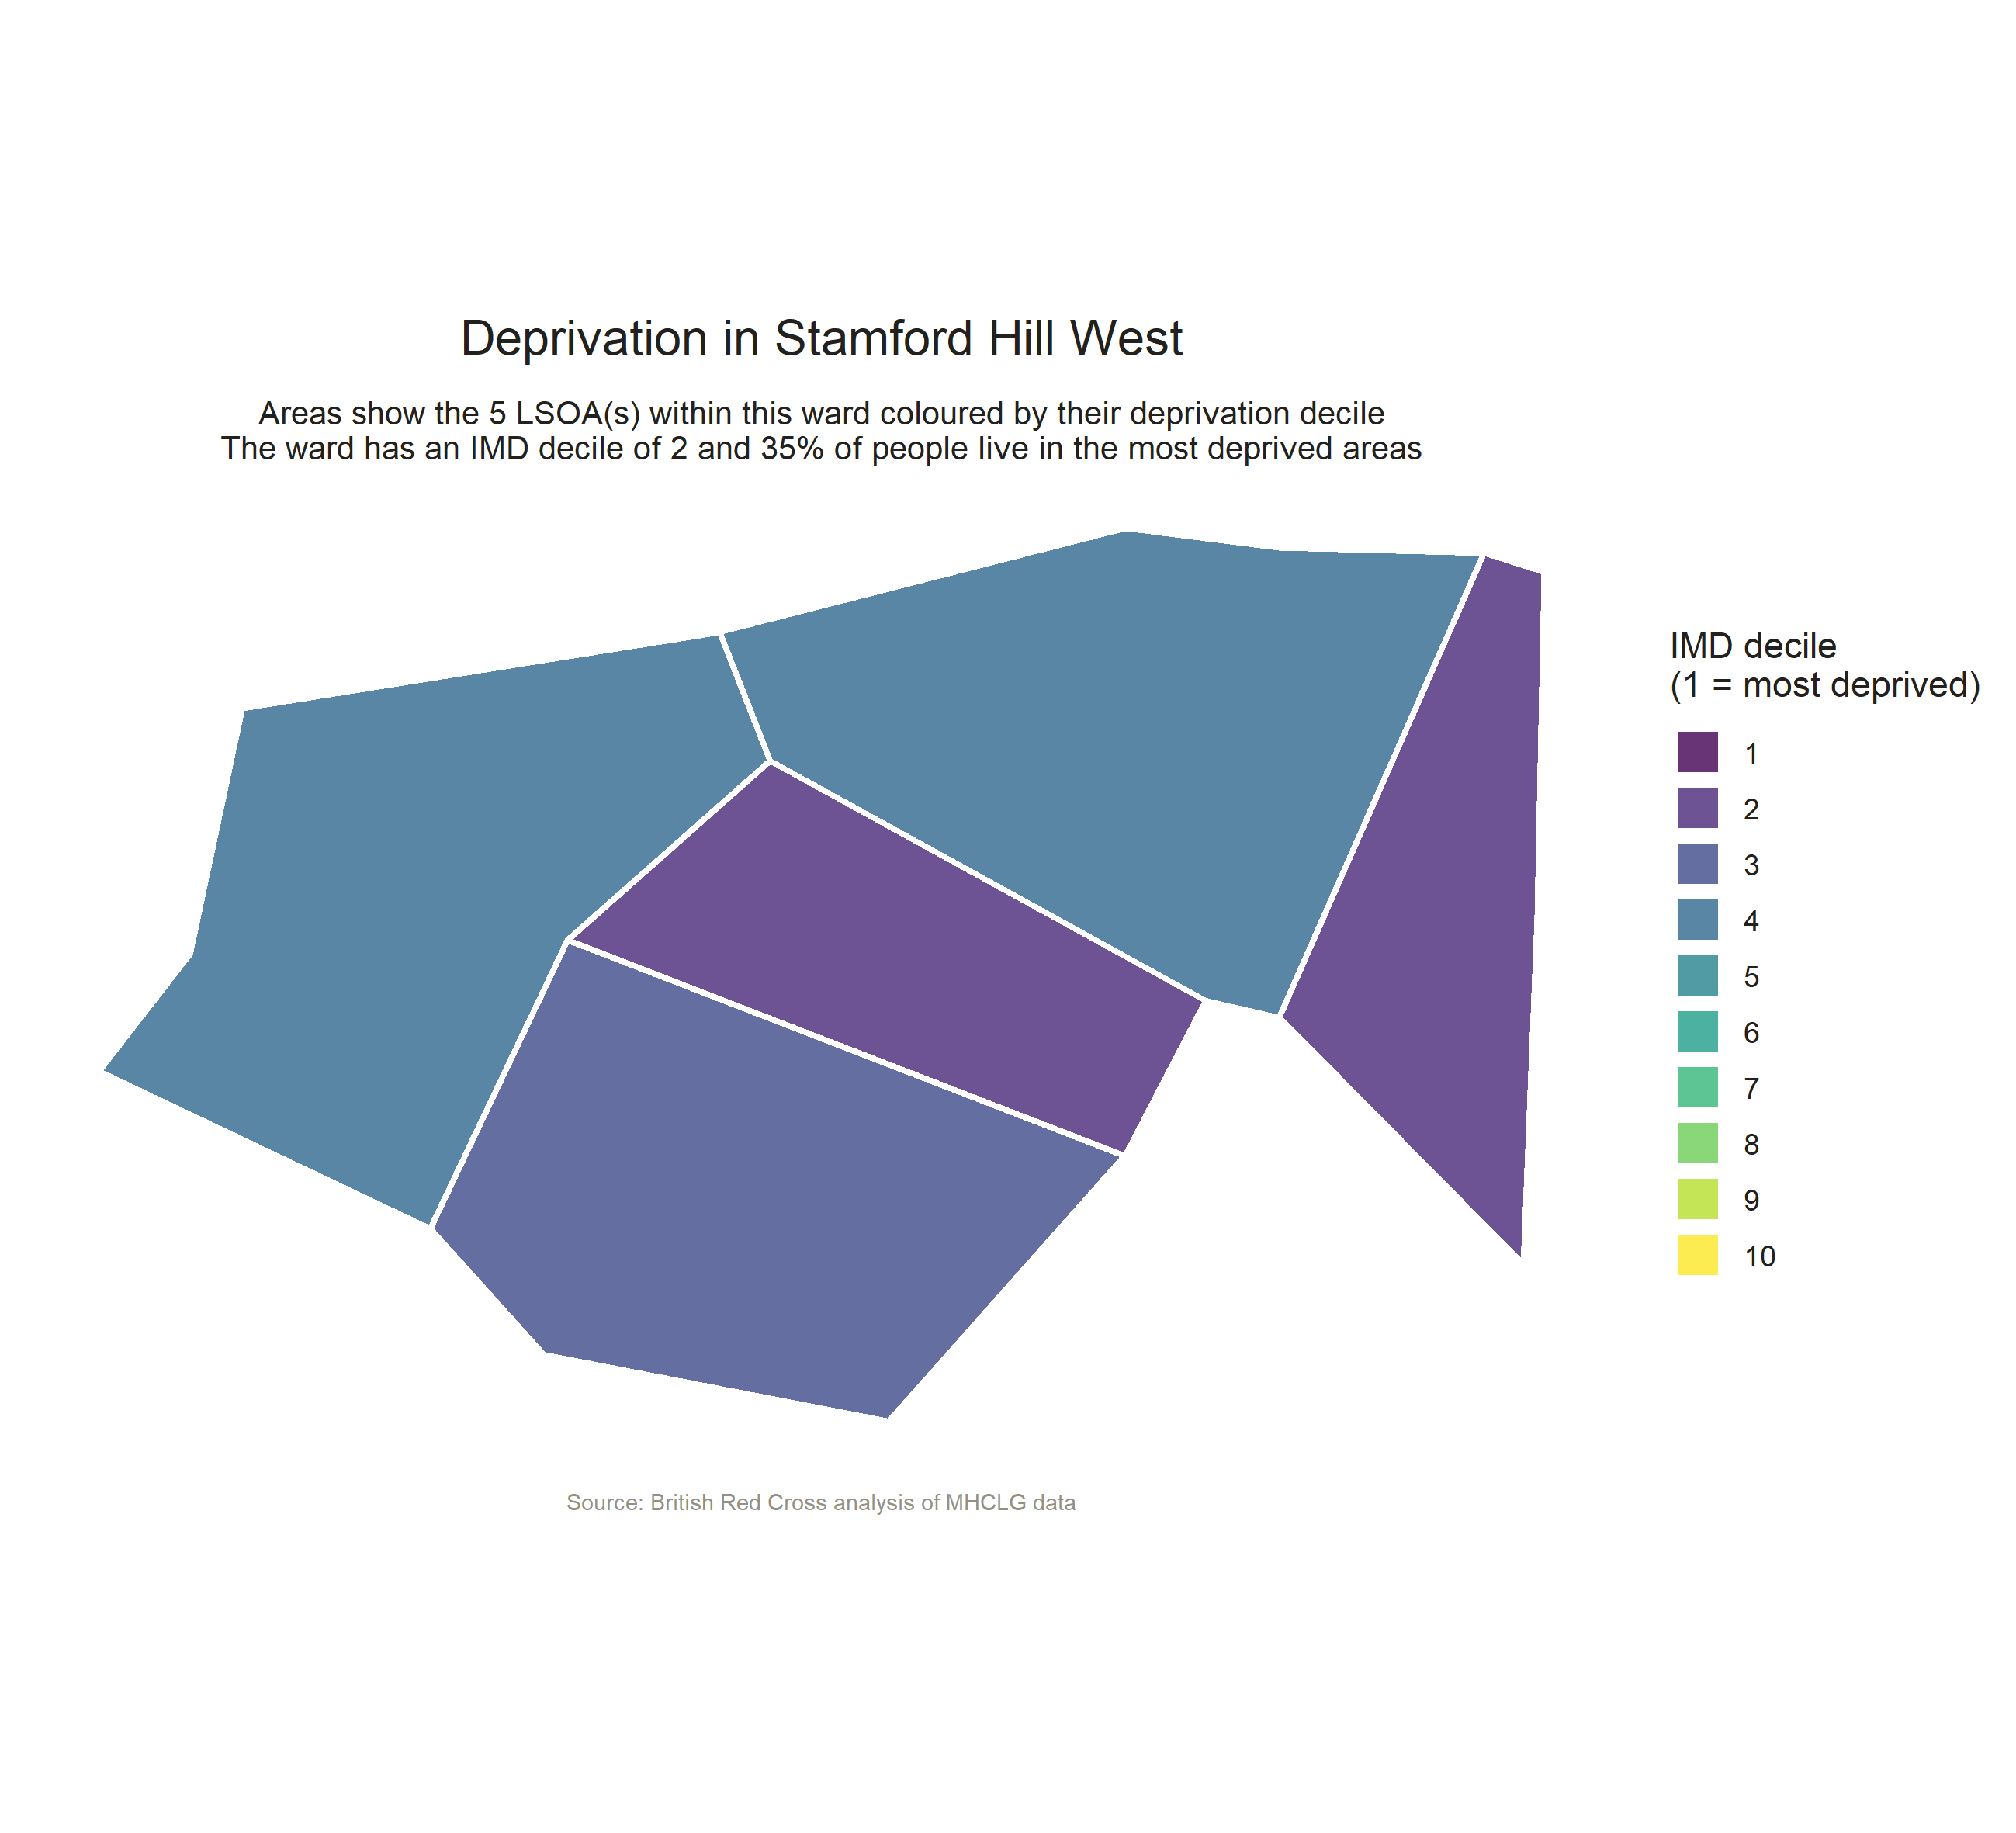 Deprivation in Stamford Hill West
Areas show the 5 LSOA(s) within this ward coloured by their deprivation decile
The ward has an IMD decile of 2 and 35% of people live in the most deprived areas
IMD decile
(1 = most deprived)
1
2
3
4
5
6
7
8
9
10
Source: British Red Cross analysis of MHCLG data